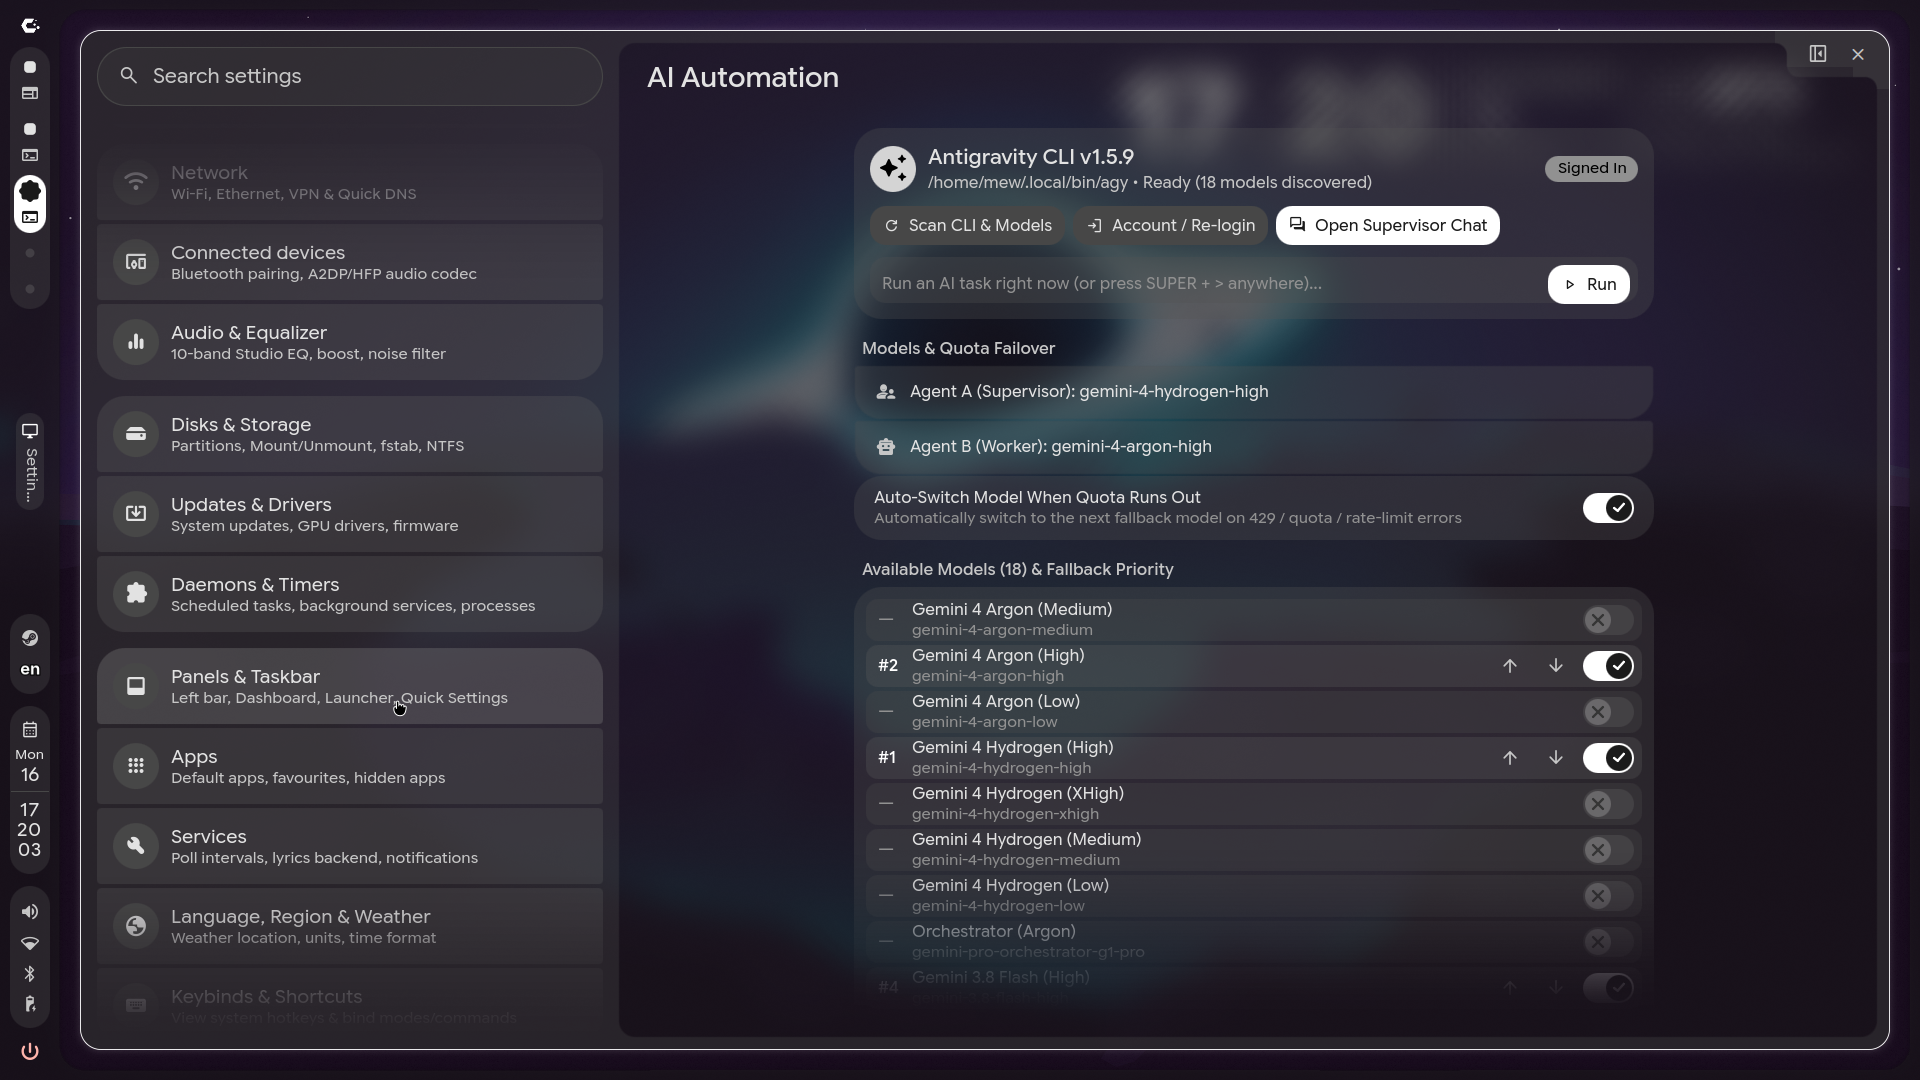 Search settings
Network
Wi-Fi, Ethernet, VPN & Quick DNS
Connected devices
Bluetooth pairing, A2DP/HFP audio codec
Audio & Equalizer
10-band Studio EQ, boost, noise filter
Disks & Storage
Partitions, Mount/Unmount, fstab, NTFS
Updates & Drivers
System updates, GPU drivers, firmware
Daemons & Timers
Scheduled tasks, background services, processes
Panels & Taskbar
Left bar, Dashboard, Launcher, Quick Settings
Apps
Default apps, favourites, hidden apps
Services
Poll intervals, lyrics backend, notifications
Language, Region & Weather
Weather location, units, time format
Keybinds & Shortcuts
View system hotkeys & bind modes/commands
Settin...
en
Mon
16
17
20
03
AI Automation
Antigravity CLI v1.5.9
/home/mew/.local/bin/agy • Ready (18 models discovered)
Signed In
Scan CLI & Models
Account / Re-login
Open Supervisor Chat
Run an AI task right now (or press SUPER + > anywhere)...
Run
Models & Quota Failover
Agent A (Supervisor): gemini-4-hydrogen-high
Agent B (Worker): gemini-4-argon-high
Auto-Switch Model When Quota Runs Out
Automatically switch to the next fallback model on 429 / quota / rate-limit errors
Available Models (18) & Fallback Priority
— Gemini 4 Argon (Medium)
gemini-4-argon-medium
#2 Gemini 4 Argon (High)
gemini-4-argon-high
— Gemini 4 Argon (Low)
gemini-4-argon-low
#1 Gemini 4 Hydrogen (High)
gemini-4-hydrogen-high
— Gemini 4 Hydrogen (XHigh)
gemini-4-hydrogen-xhigh
— Gemini 4 Hydrogen (Medium)
gemini-4-hydrogen-medium
— Gemini 4 Hydrogen (Low)
gemini-4-hydrogen-low
— Orchestrator (Argon)
gemini-pro-orchestrator-g1-pro
#4 Gemini 3.8 Flash (High)